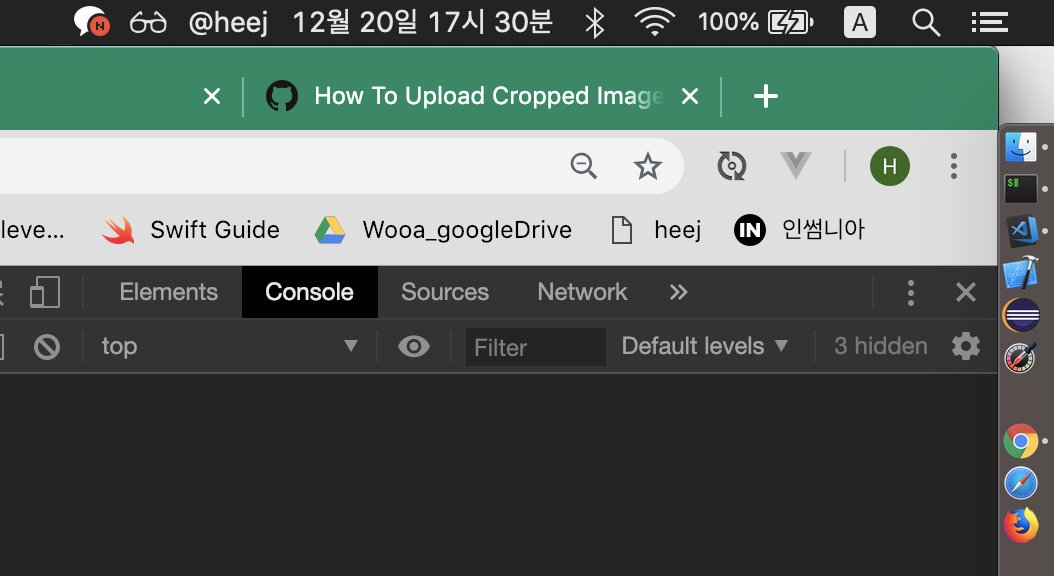 @heej 12월 20일 17시 30분 100% A
How To Upload Cropped Image
H
leve... Swift Guide Wooa_googleDrive heej IN 인썸니아
Elements Console Sources Network »
top Filter Default levels 3 hidden